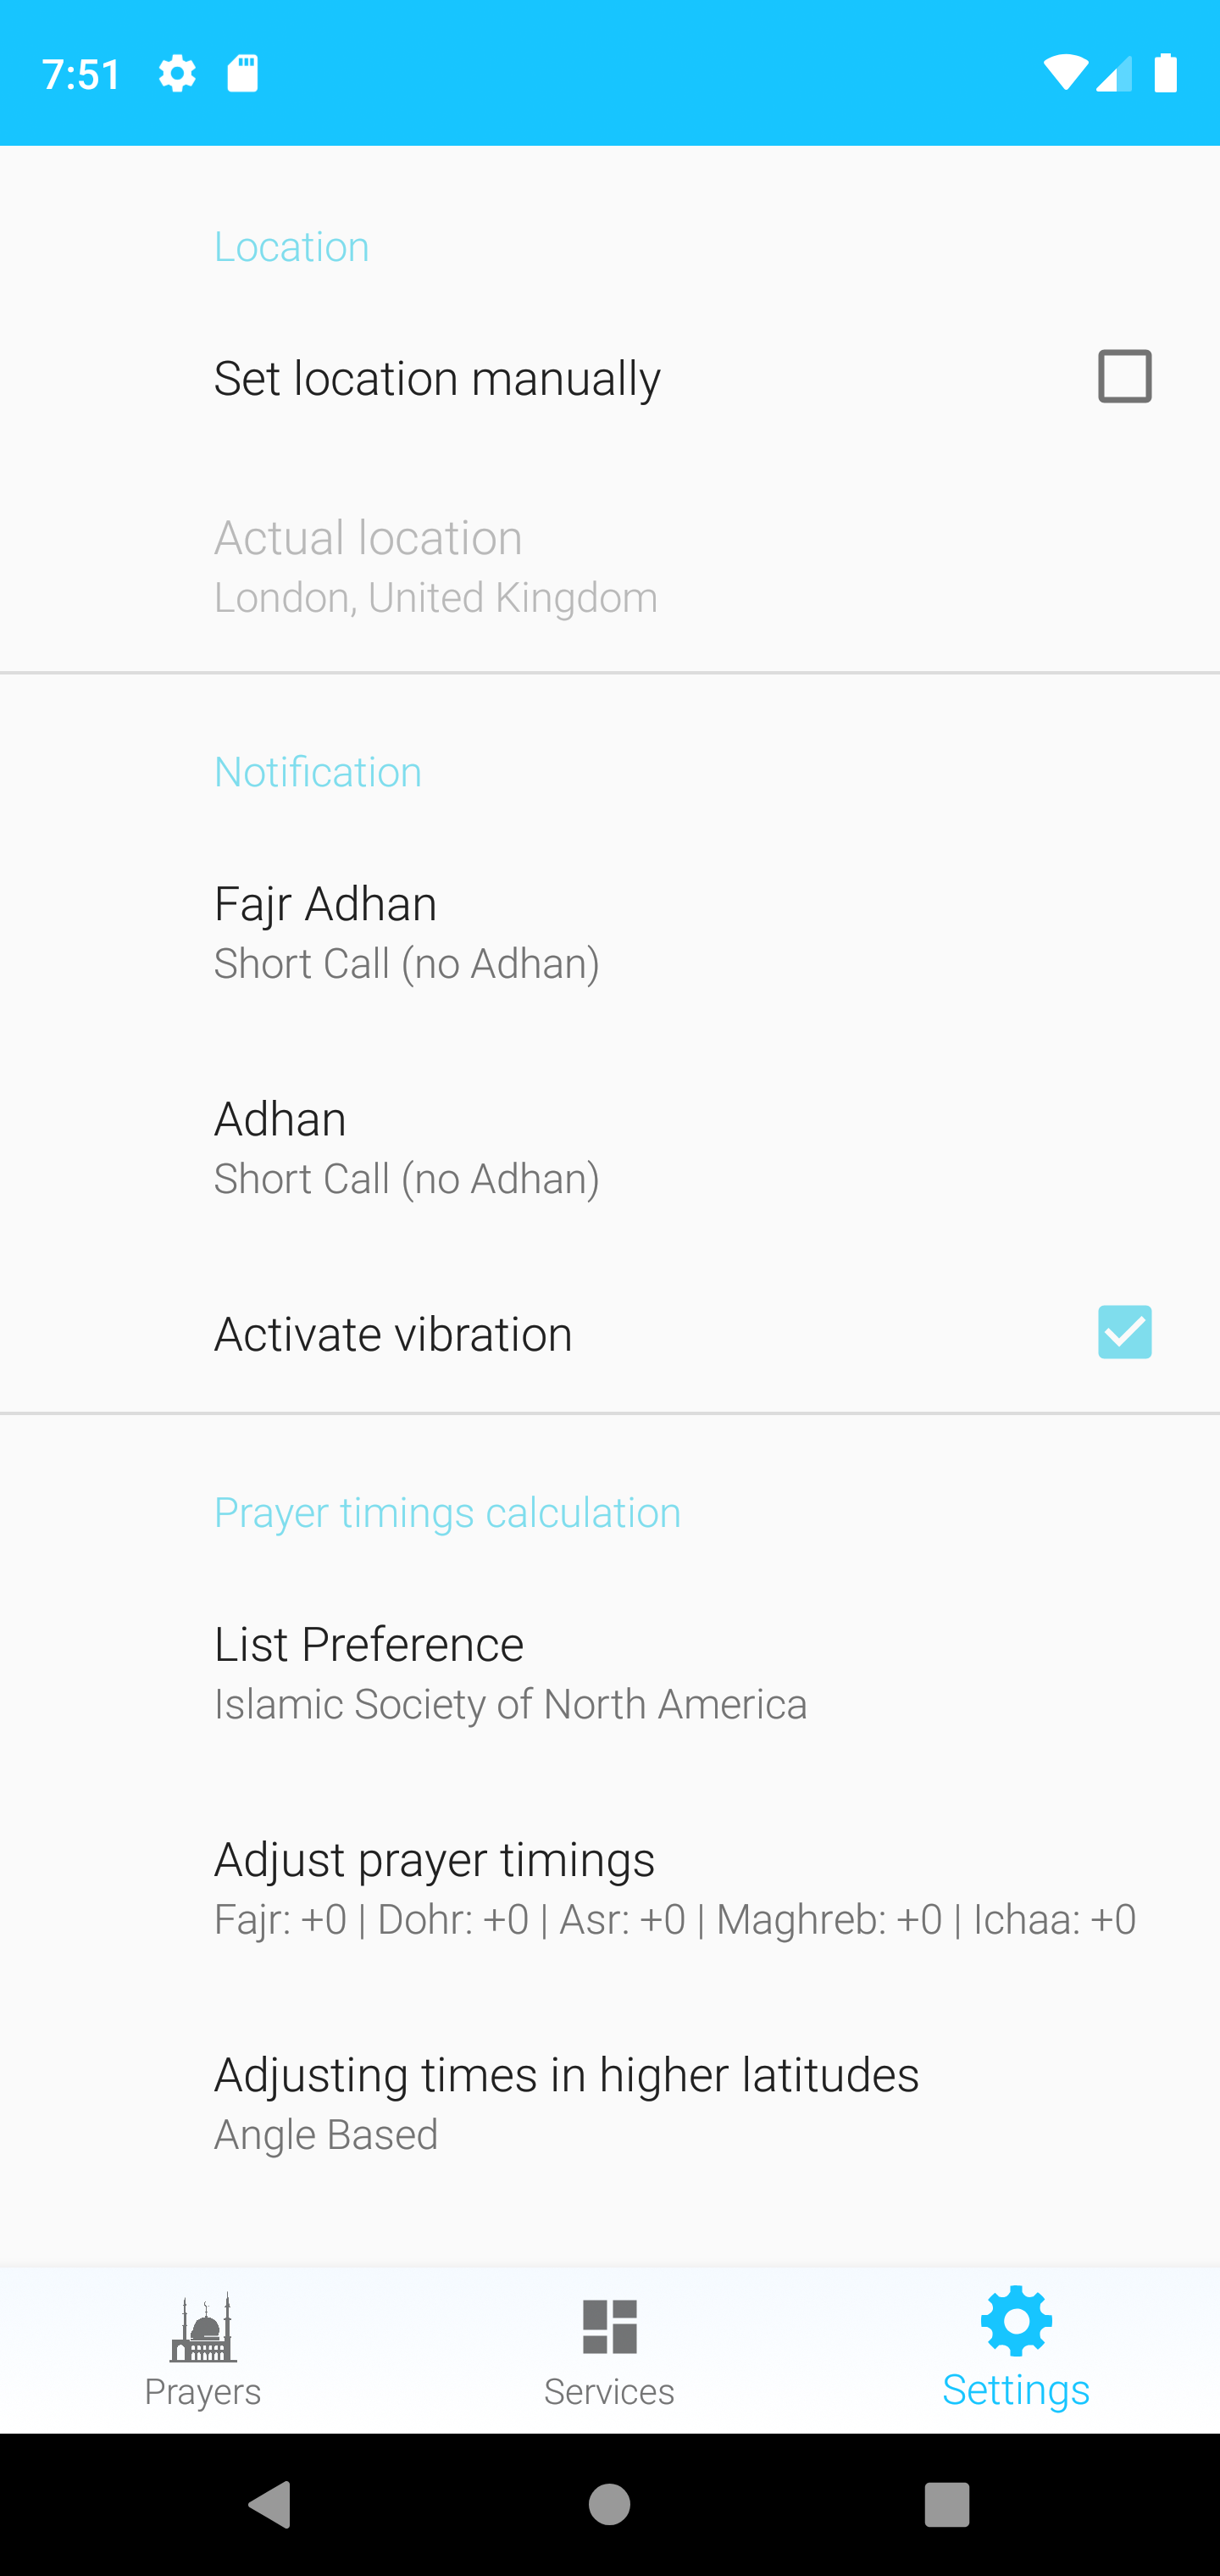 7:51
Location
Set location manually
Actual location
London, United Kingdom
Notification
Fajr Adhan
Short Call (no Adhan)
Adhan
Short Call (no Adhan)
Activate vibration
Prayer timings calculation
List Preference
Islamic Society of North America
Adjust prayer timings
Fajr: +0 | Dohr: +0 | Asr: +0 | Maghreb: +0 | Ichaa: +0
Adjusting times in higher latitudes
Angle Based
Prayers
Services
Settings